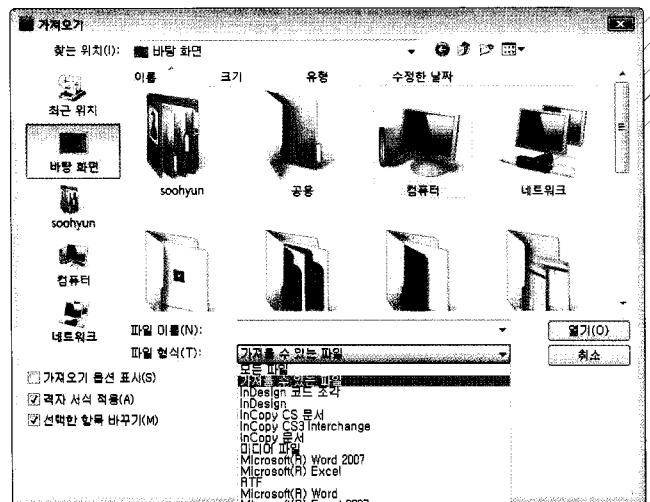 가져오기
찾는 위치(I): 바탕 화면
이름 크기 유형 수정한 날짜
최근 위치
바탕 화면
soohyun
컴퓨터
네트워크
soohyun 공용 컴퓨터 네트워크
파일 이름(N):
열기(O)
파일 형식(T): 가져올 수 있는 파일
취소
가져오기 옵션 표시(S)
격자 서식 적용(A)
선택한 항목 바꾸기(M)
모든 파일
가져올 수 있는 파일
InDesign 코드 조각
InDesign
InCopy CS 문서
InCopy CS3 Interchange
InCopy 문서
미디어 파일
Microsoft(R) Word 2007
Microsoft(R) Excel
RTF
Microsoft(R) Word